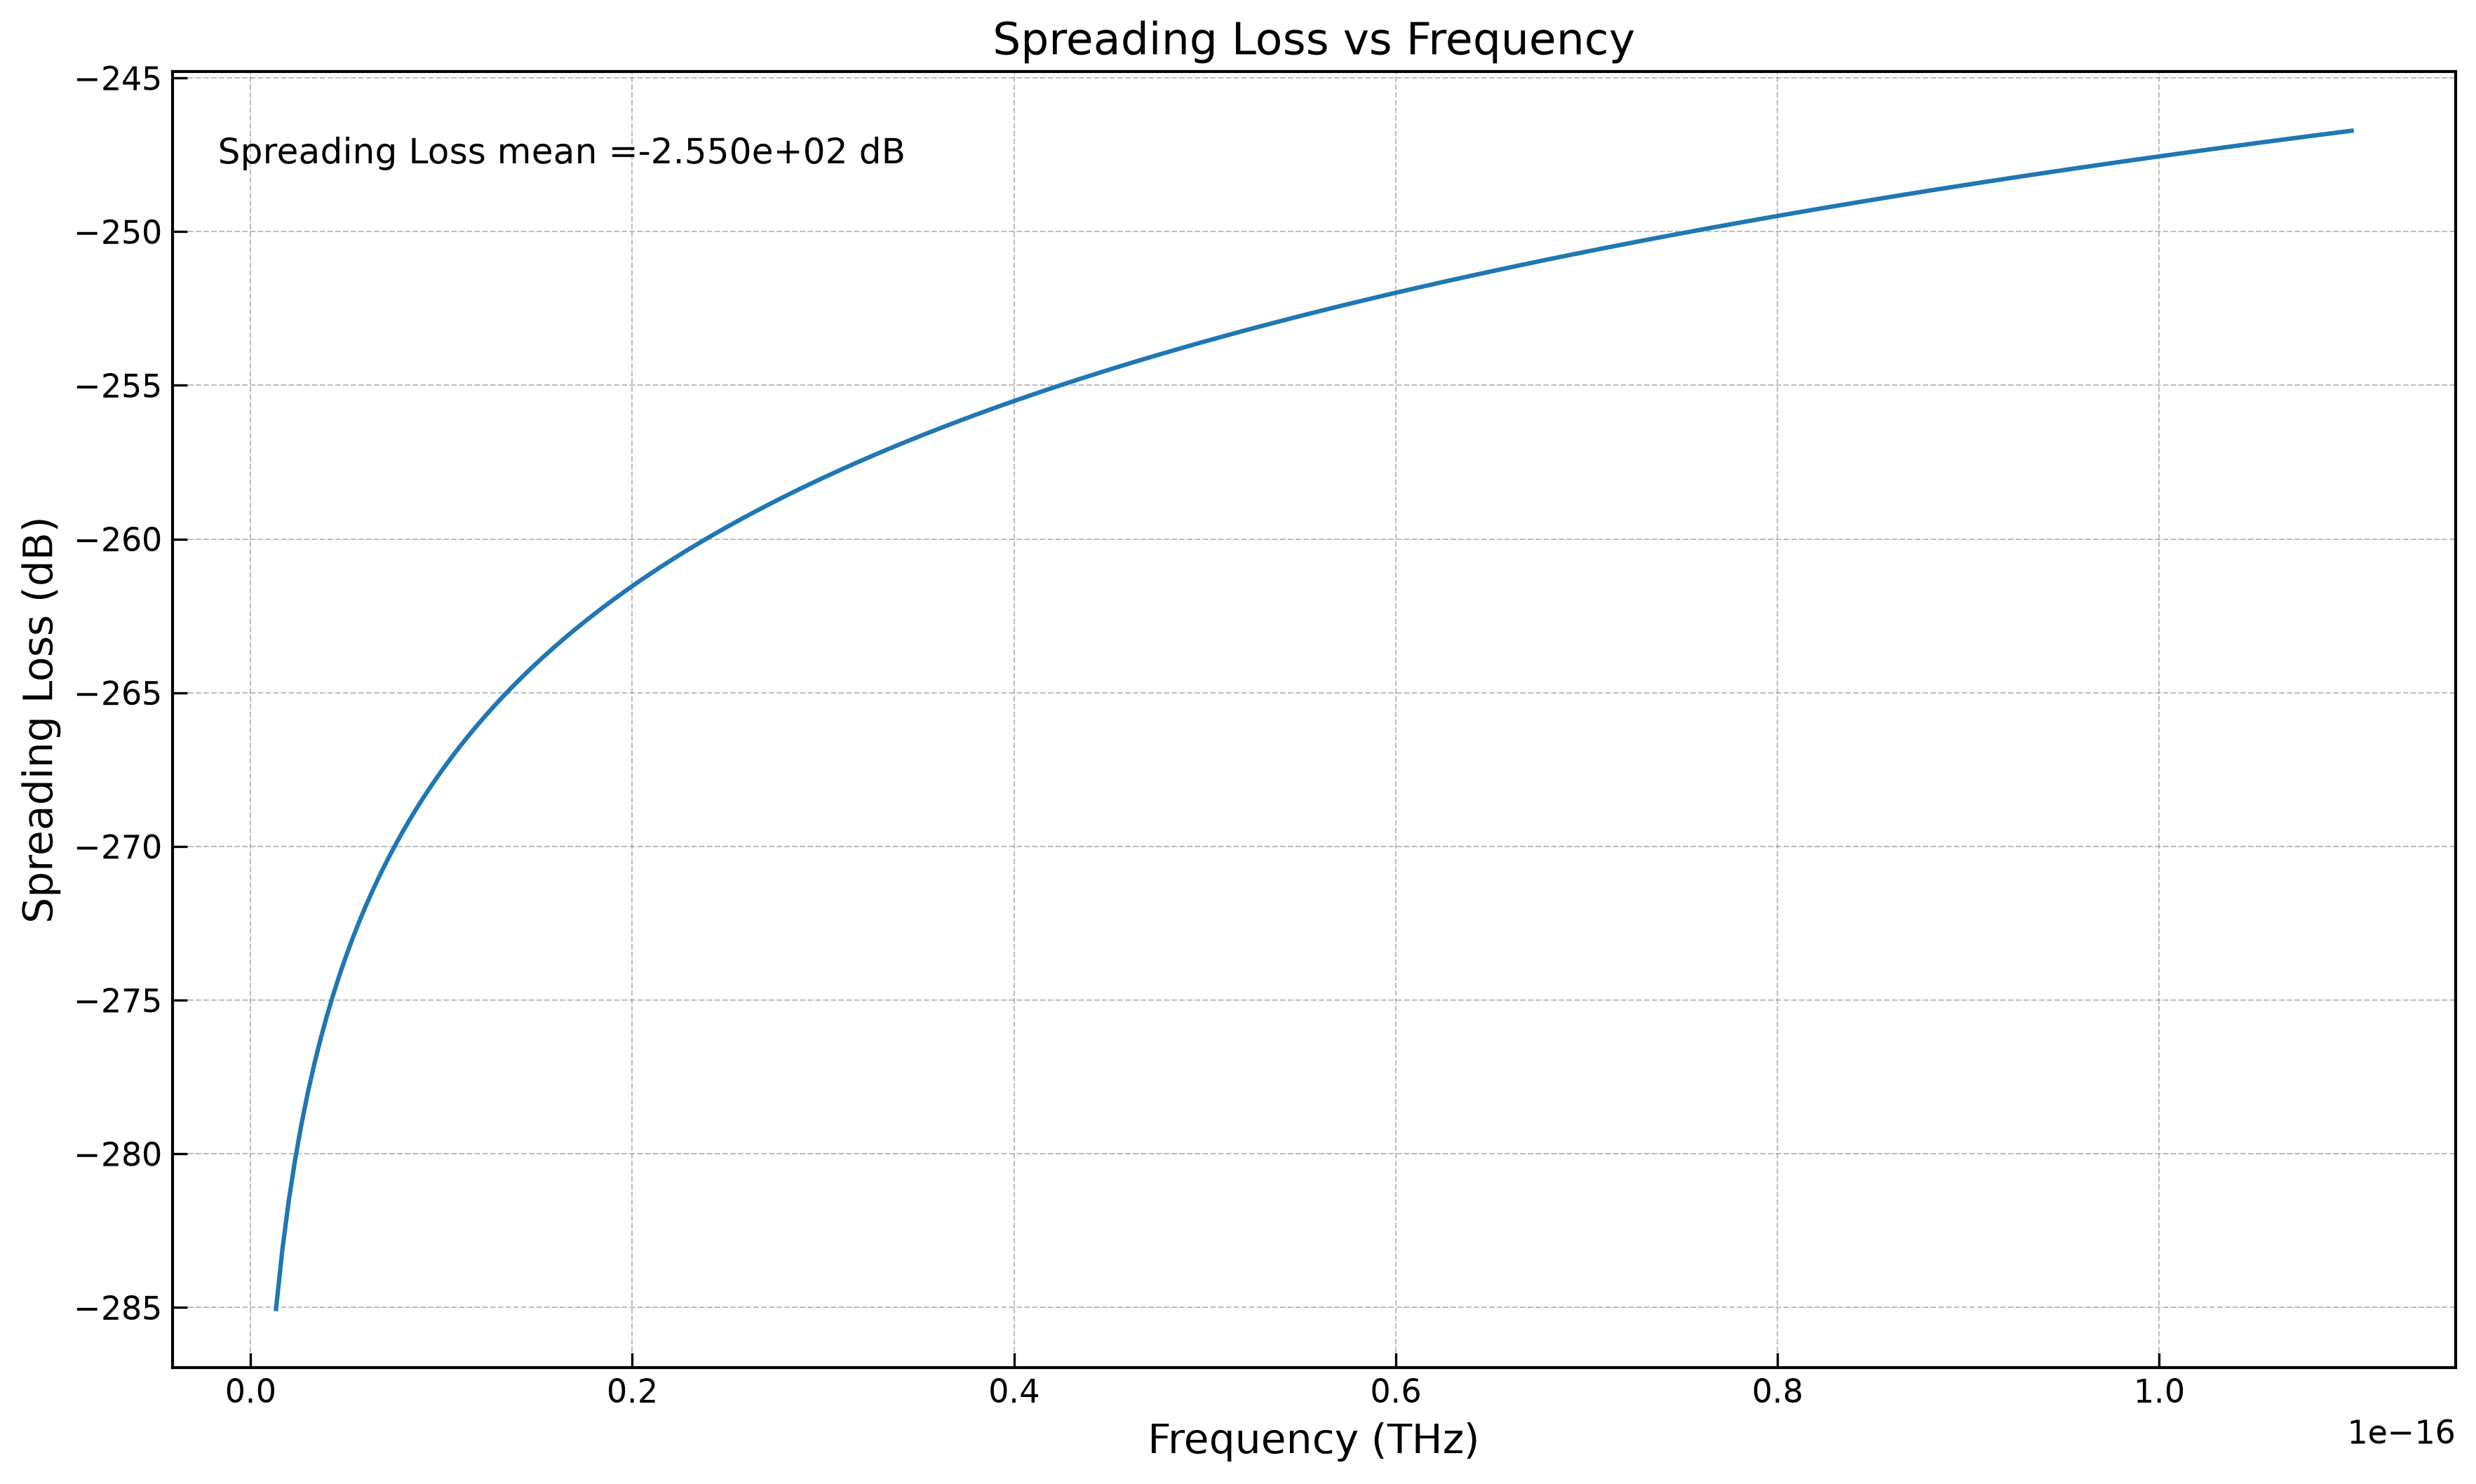 Spreading Loss vs Frequency
Spreading Loss mean =-2.550e+02 dB
Spreading Loss (dB)
−245
−250
−255
−260
−265
−270
−275
−280
−285
0.0 0.2 0.4 0.6 0.8 1.0
1e−16
Frequency (THz)